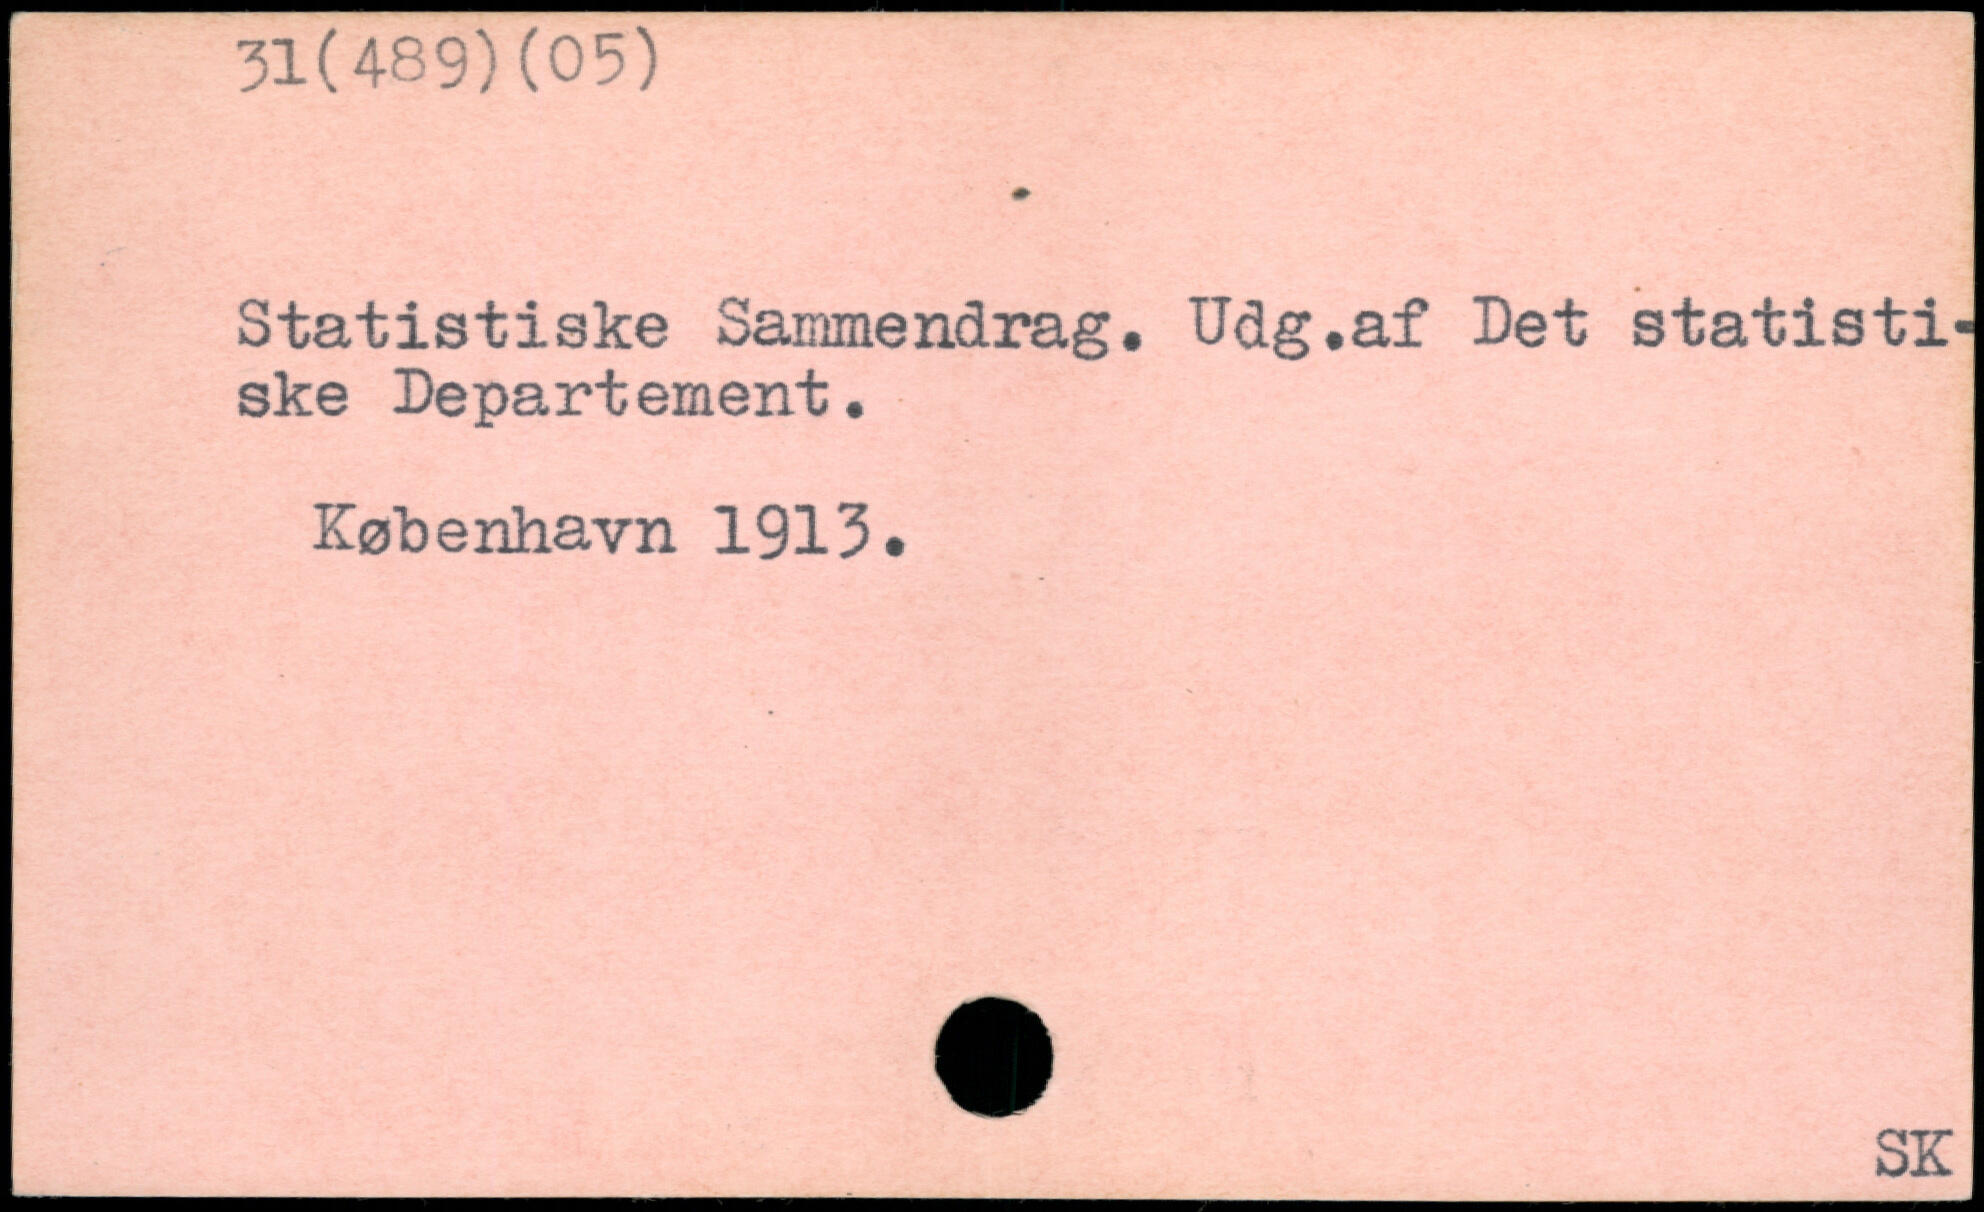 31(489)(05)
Statistiske Sammendrag. Udg.af Det statisti-
ske Departement.
København 1913.
SK